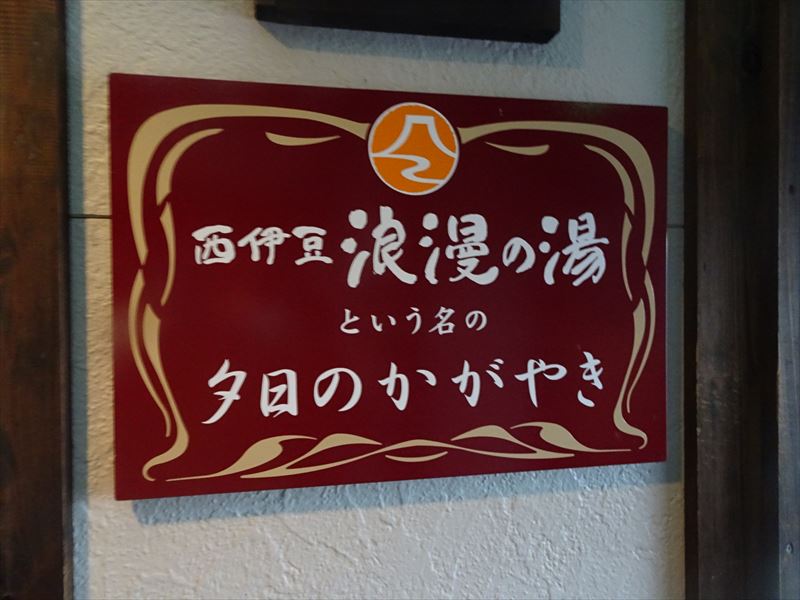 西伊豆 浪漫の湯
という名の
夕日のかがやき